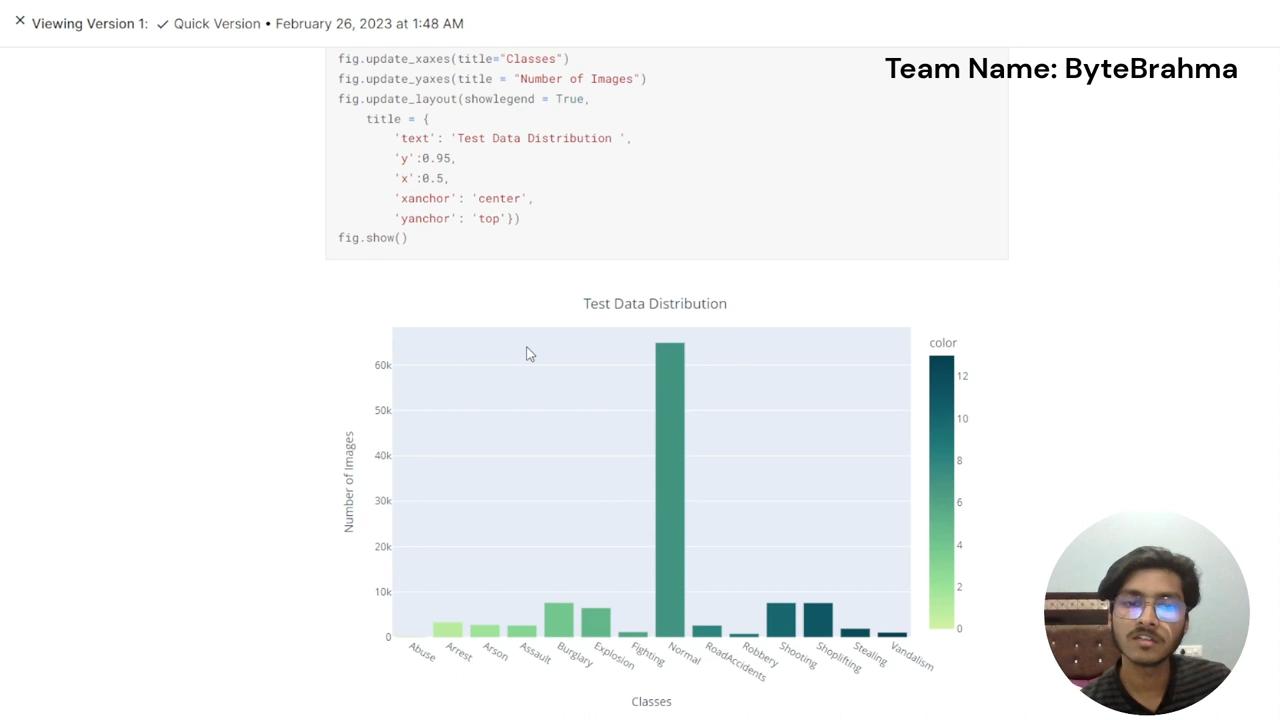 Viewing Version 1: ✓ Quick Version • February 26, 2023 at 1:48 AM
Team Name: ByteBrahma
fig.update_xaxes(title="Classes")
fig.update_yaxes(title = "Number of Images")
fig.update_layout(showlegend = True,
title = {
'text': 'Test Data Distribution ',
'y':0.95,
'x':0.5,
'xanchor': 'center',
'yanchor': 'top'})
fig.show()
Test Data Distribution
color
12
10
8
6
4
2
0
Number of Images
60k
50k
40k
30k
20k
10k
0
Abuse
Arrest
Arson
Assault
Burglary
Explosion
Fighting
Normal
RoadAccidents
Robbery
Shooting
Shoplifting
Stealing
Vandalism
Classes